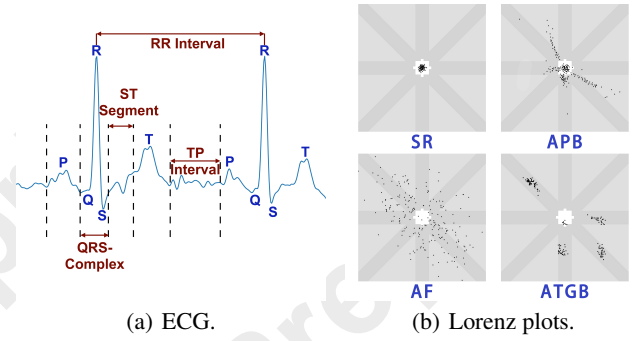 R
RR Interval
R
ST
Segment
P
T
TP
Interval
P
T
Q
S
Q
S
QRS-
Complex
(a) ECG.
SR
APB
AF
ATGB
(b) Lorenz plots.